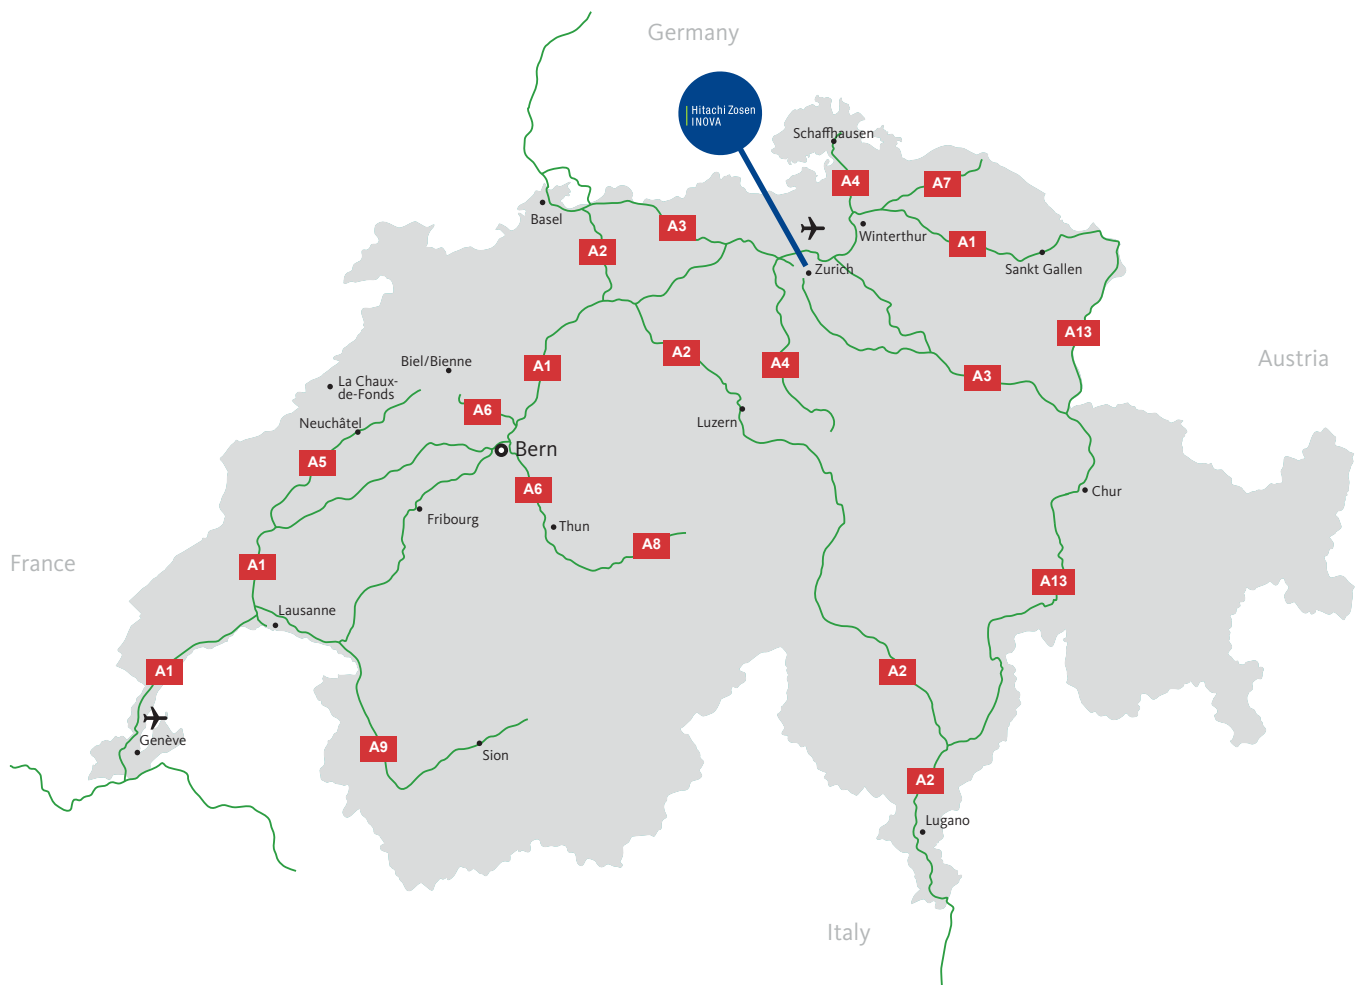 Germany
Hitachi Zosen
INOVA
Schaffhausen
A4
A7
Basel
A3
A2
Winterthur
A1
Sankt Gallen
Zurich
A13
Biel/Bienne
A1
A2
A4
A3
Austria
La Chaux-
de-Fonds
A6
Luzern
Neuchâtel
Bern
A5
A6
Chur
Fribourg
Thun
A8
France
A1
A13
Lausanne
A1
A2
Genève
A9
Sion
A2
Lugano
Italy